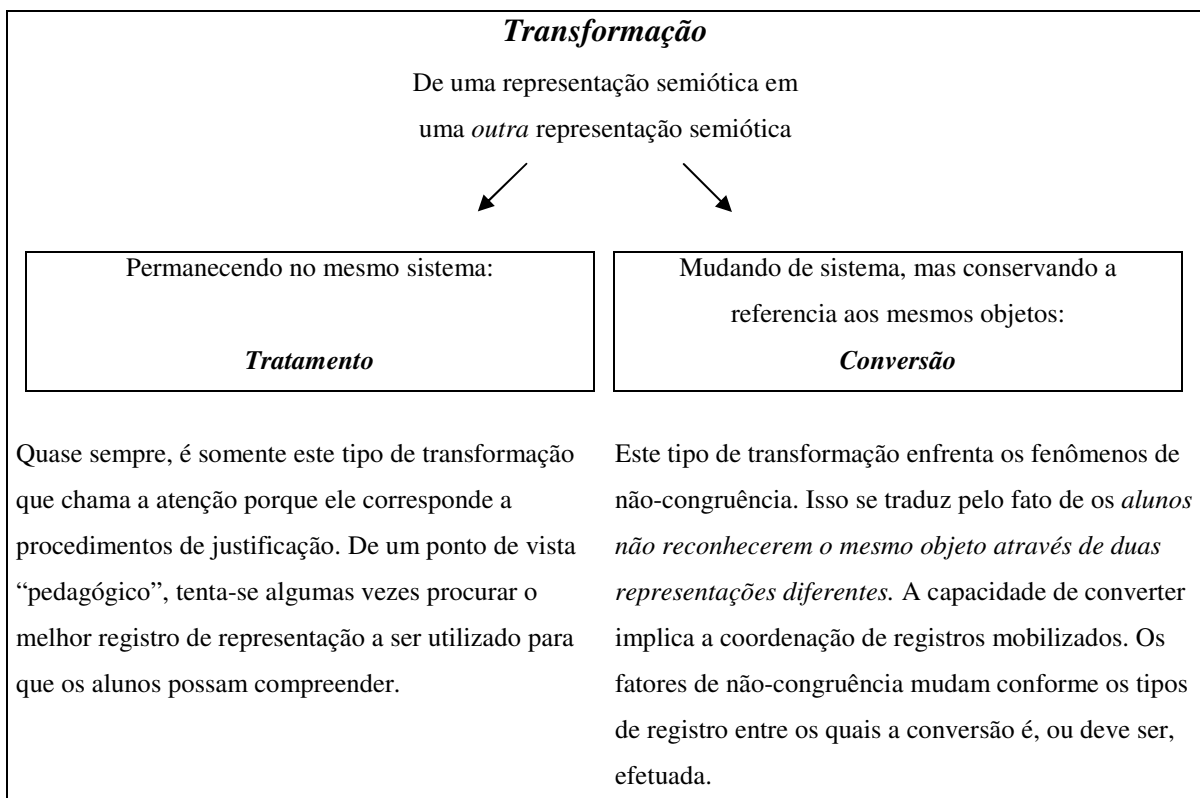 Transformação
De uma representação semiótica em
uma outra representação semiótica
Permanecendo no mesmo sistema:
Tratamento
Mudando de sistema, mas conservando a
referencia aos mesmos objetos:
Conversão
Quase sempre, é somente este tipo de transformação
que chama a atenção porque ele corresponde a
procedimentos de justificação. De um ponto de vista
“pedagógico”, tenta-se algumas vezes procurar o
melhor registro de representação a ser utilizado para
que os alunos possam compreender.
Este tipo de transformação enfrenta os fenômenos de
não-congruência. Isso se traduz pelo fato de os alunos
não reconhecerem o mesmo objeto através de duas
representações diferentes. A capacidade de converter
implica a coordenação de registros mobilizados. Os
fatores de não-congruência mudam conforme os tipos
de registro entre os quais a conversão é, ou deve ser,
efetuada.